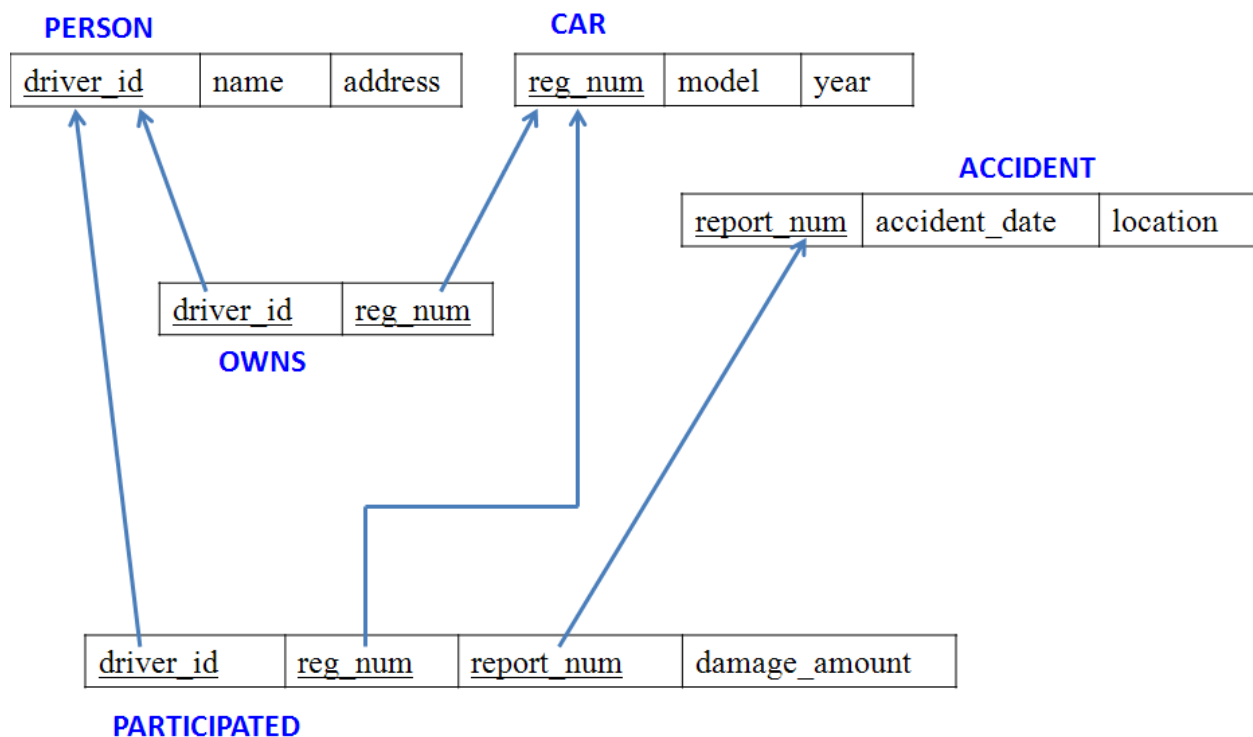 PERSON
CAR
driver_id name address
reg_num model year
ACCIDENT
report_num accident_date location
driver_id reg_num
OWNS
driver_id reg_num report_num damage_amount
PARTICIPATED